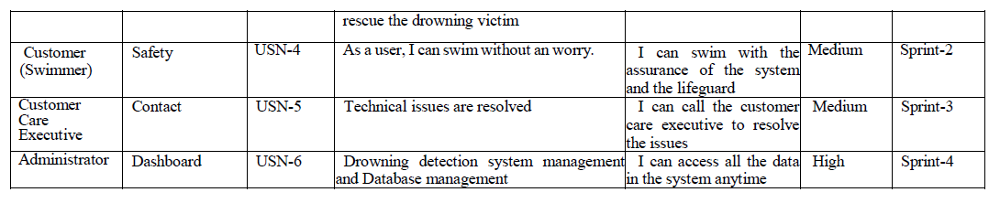 rescue the drowning victim
Customer (Swimmer) Safety USN-4 As a user, I can swim without an worry. I can swim with the assurance of the system and the lifeguard Medium Sprint-2
Customer Care Executive Contact USN-5 Technical issues are resolved I can call the customer care executive to resolve the issues Medium Sprint-3
Administrator Dashboard USN-6 Drowning detection system management and Database management I can access all the data in the system anytime High Sprint-4